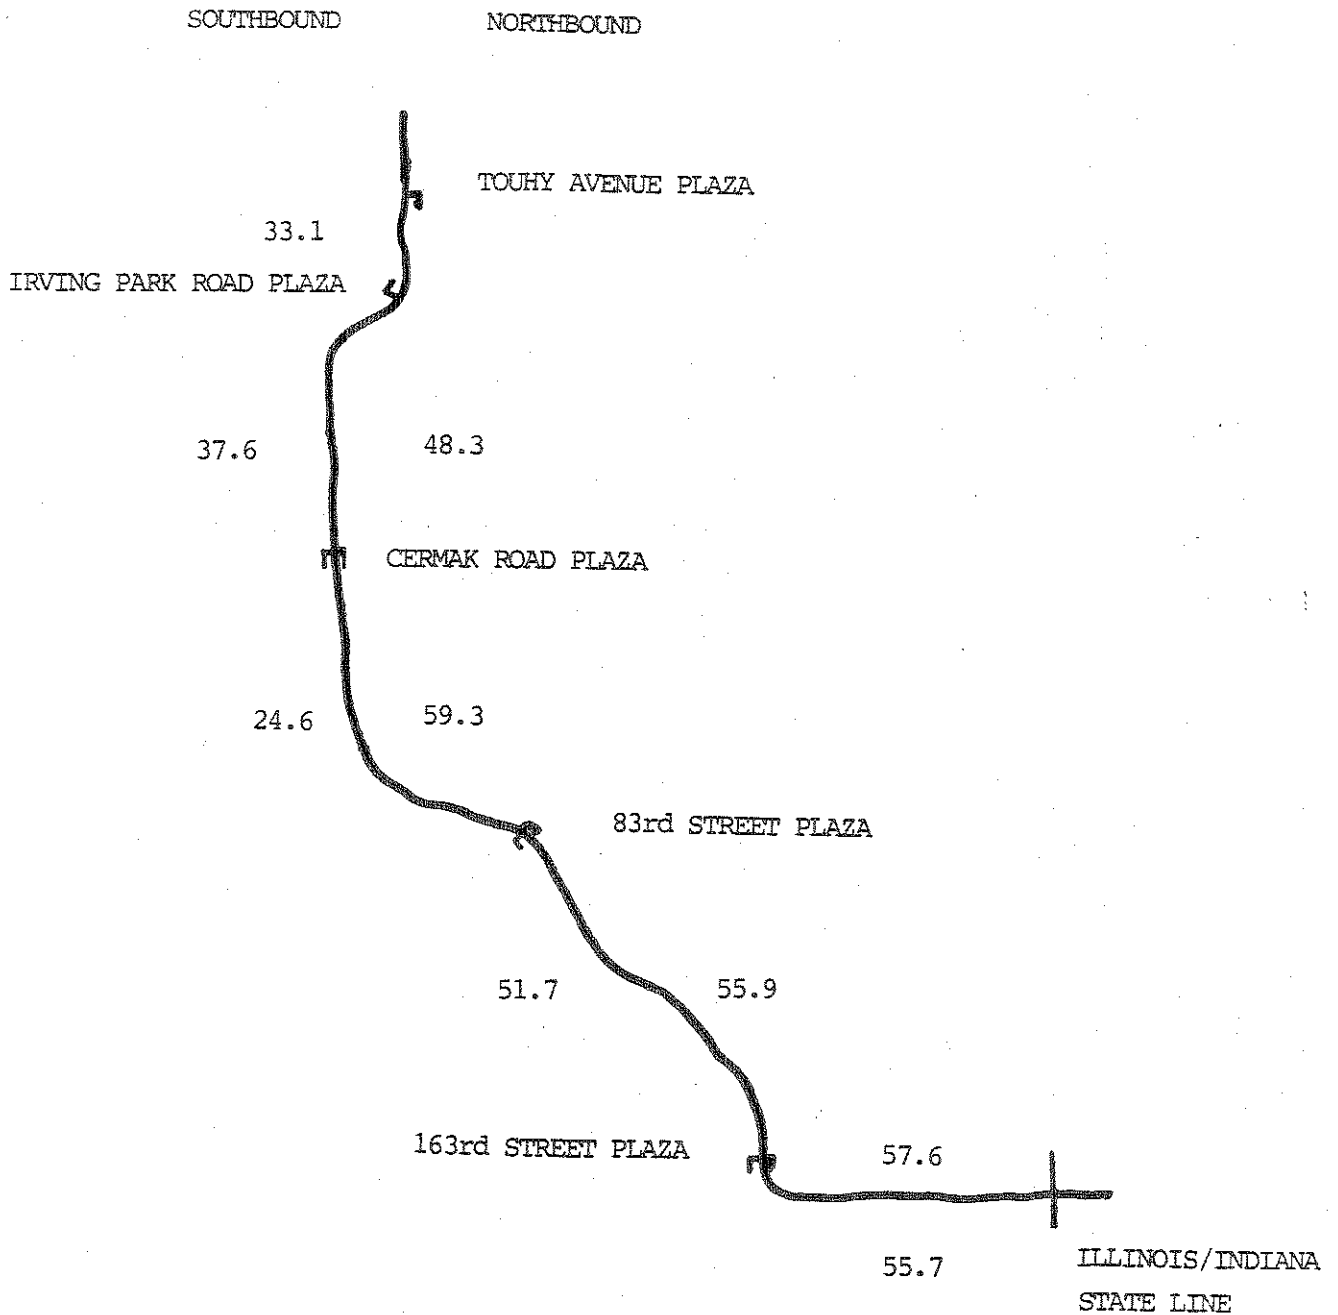 SOUTHBOUND NORTHBOUND
TOUHY AVENUE PLAZA
33.1
IRVING PARK ROAD PLAZA
37.6 48.3
CERMAK ROAD PLAZA
24.6 59.3
83rd STREET PLAZA
51.7 55.9
163rd STREET PLAZA
57.6
55.7
ILLINOIS/INDIANA
STATE LINE